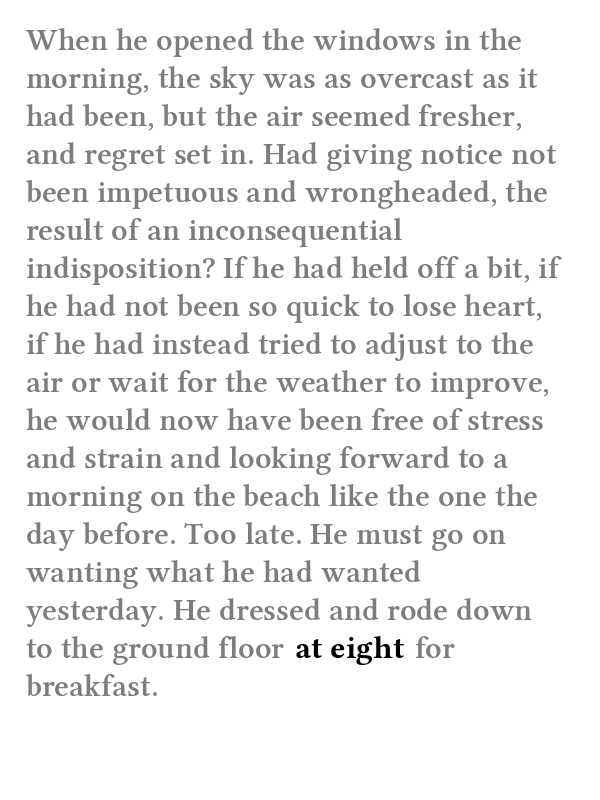 When he opened the windows in the
morning, the sky was as overcast as it
had been, but the air seemed fresher,
and regret set in. Had giving notice not
been impetuous and wrongheaded, the
result of an inconsequential
indisposition? If he had held off a bit, if
he had not been so quick to lose heart,
if he had instead tried to adjust to the
air or wait for the weather to improve,
he would now have been free of stress
and strain and looking forward to a
morning on the beach like the one the
day before. Too late. He must go on
wanting what he had wanted
yesterday. He dressed and rode down
to the ground floor at eight for
breakfast.